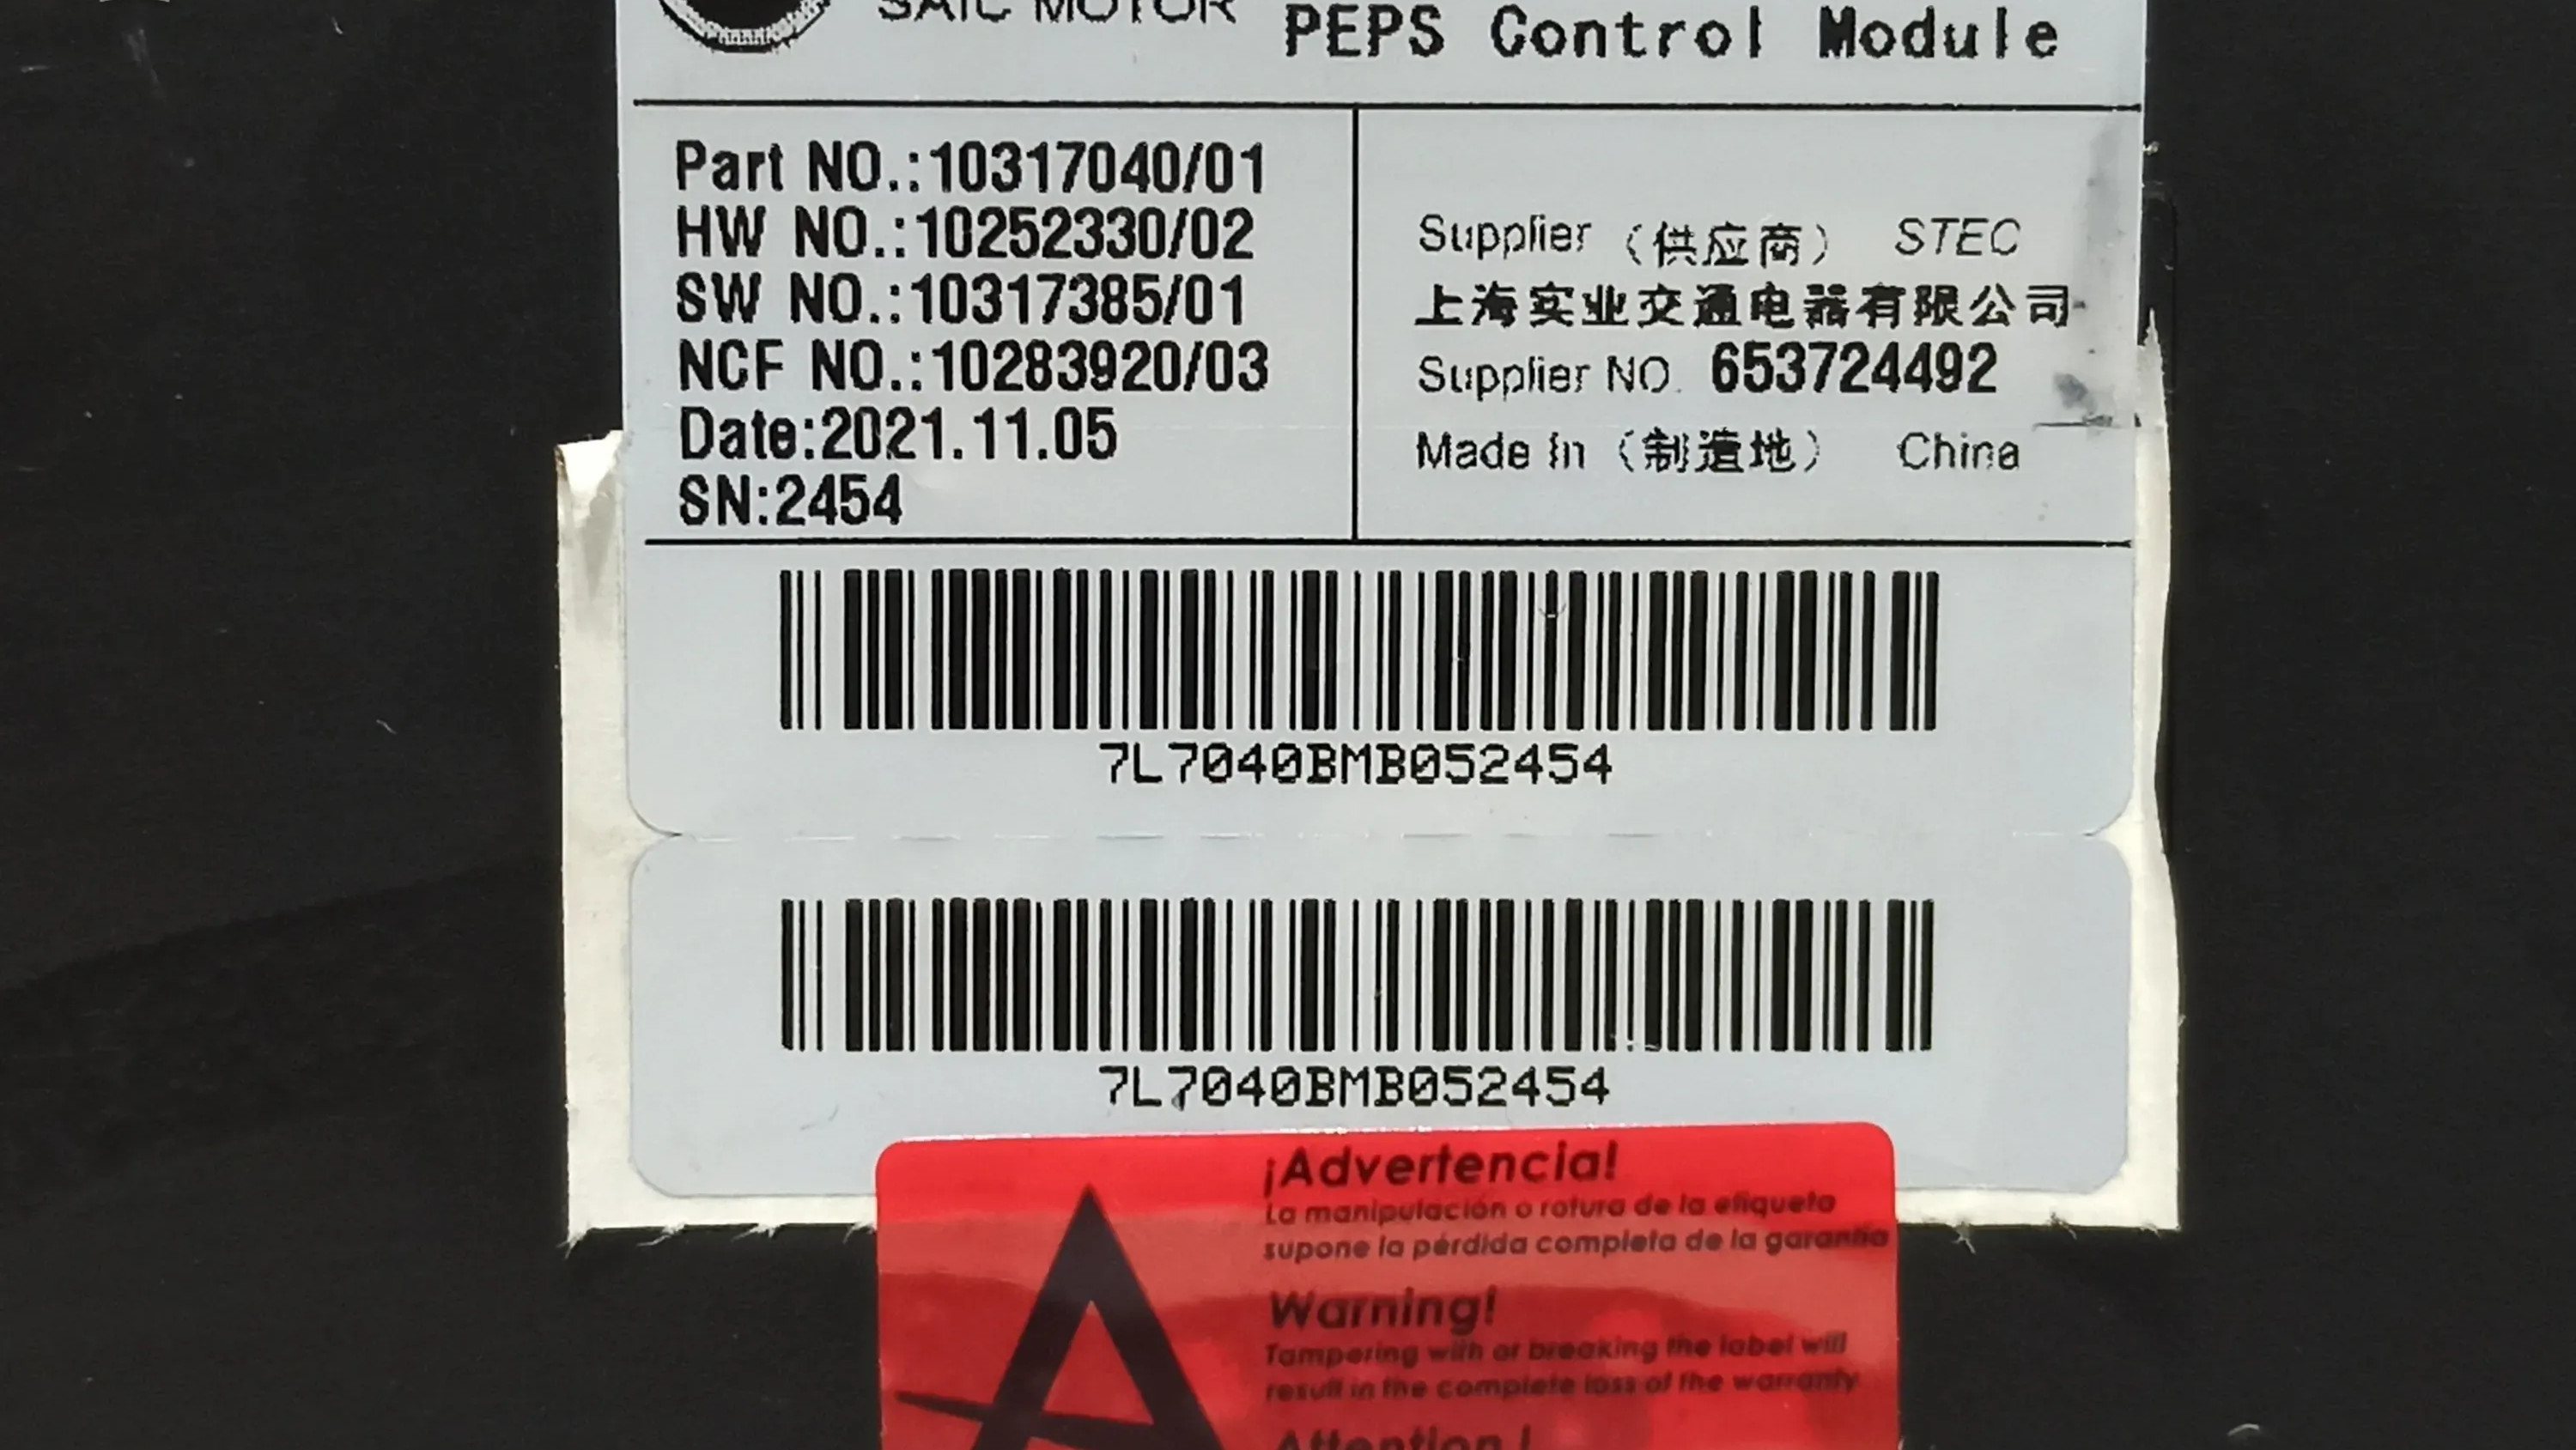 SAIC MOTOR
PEPS Control Module
Part NO.:10317040/01
HW NO.:10252330/02
SW NO.:10317385/01
NCF NO.:10283920/03
Date:2021.11.05
SN:2454
Supplier（供应商） STEC
上海实业交通电器有限公司
Supplier NO. 653724492
Made in（制造地） China
7L7040BMB052454
7L7040BMB052454
¡Advertencia!
La manipulación o rotura de la etiqueta
supone la pérdida completa de la garantía
Warning!
Tampering with or breaking the label will
result in the complete loss of the warranty
Attention !